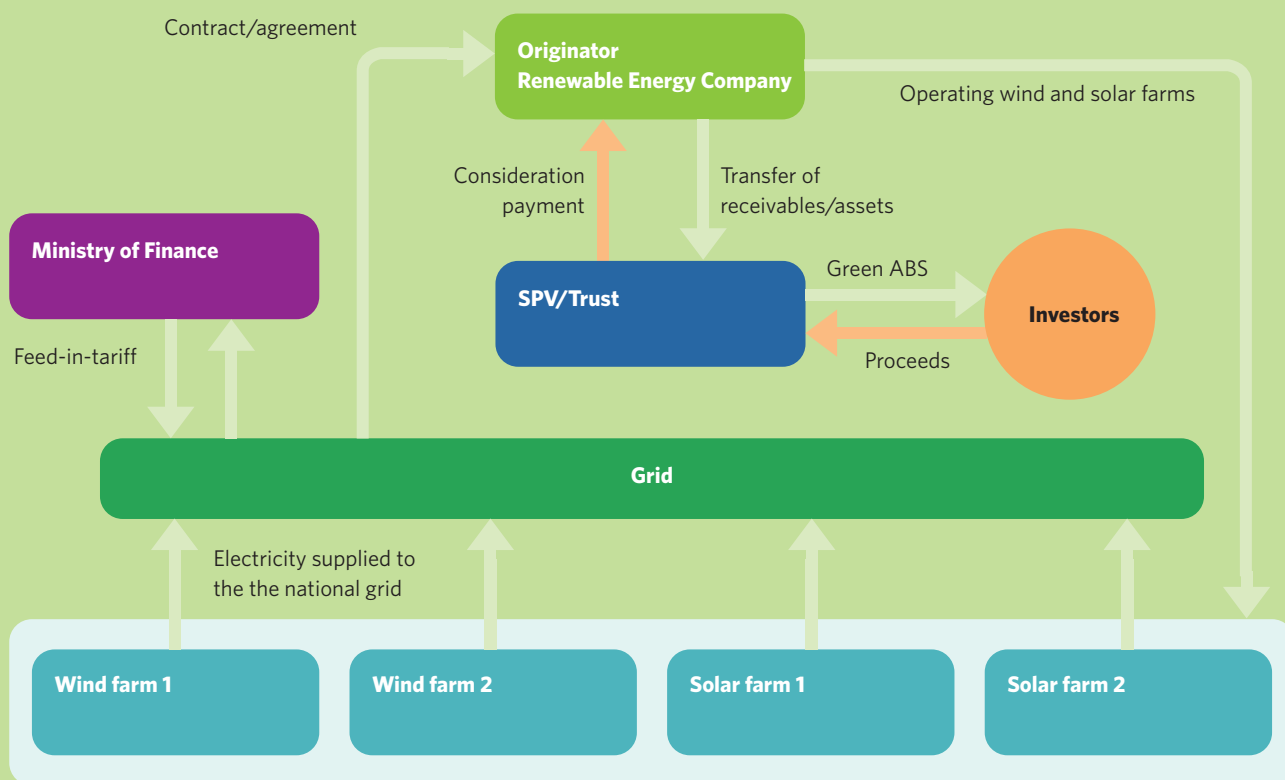 Contract/agreement
Originator
Renewable Energy Company
Operating wind and solar farms
Consideration
payment
Transfer of
receivables/assets
Ministry of Finance
SPV/Trust
Green ABS
Investors
Proceeds
Feed-in-tariff
Grid
Electricity supplied to
the the national grid
Wind farm 1
Wind farm 2
Solar farm 1
Solar farm 2